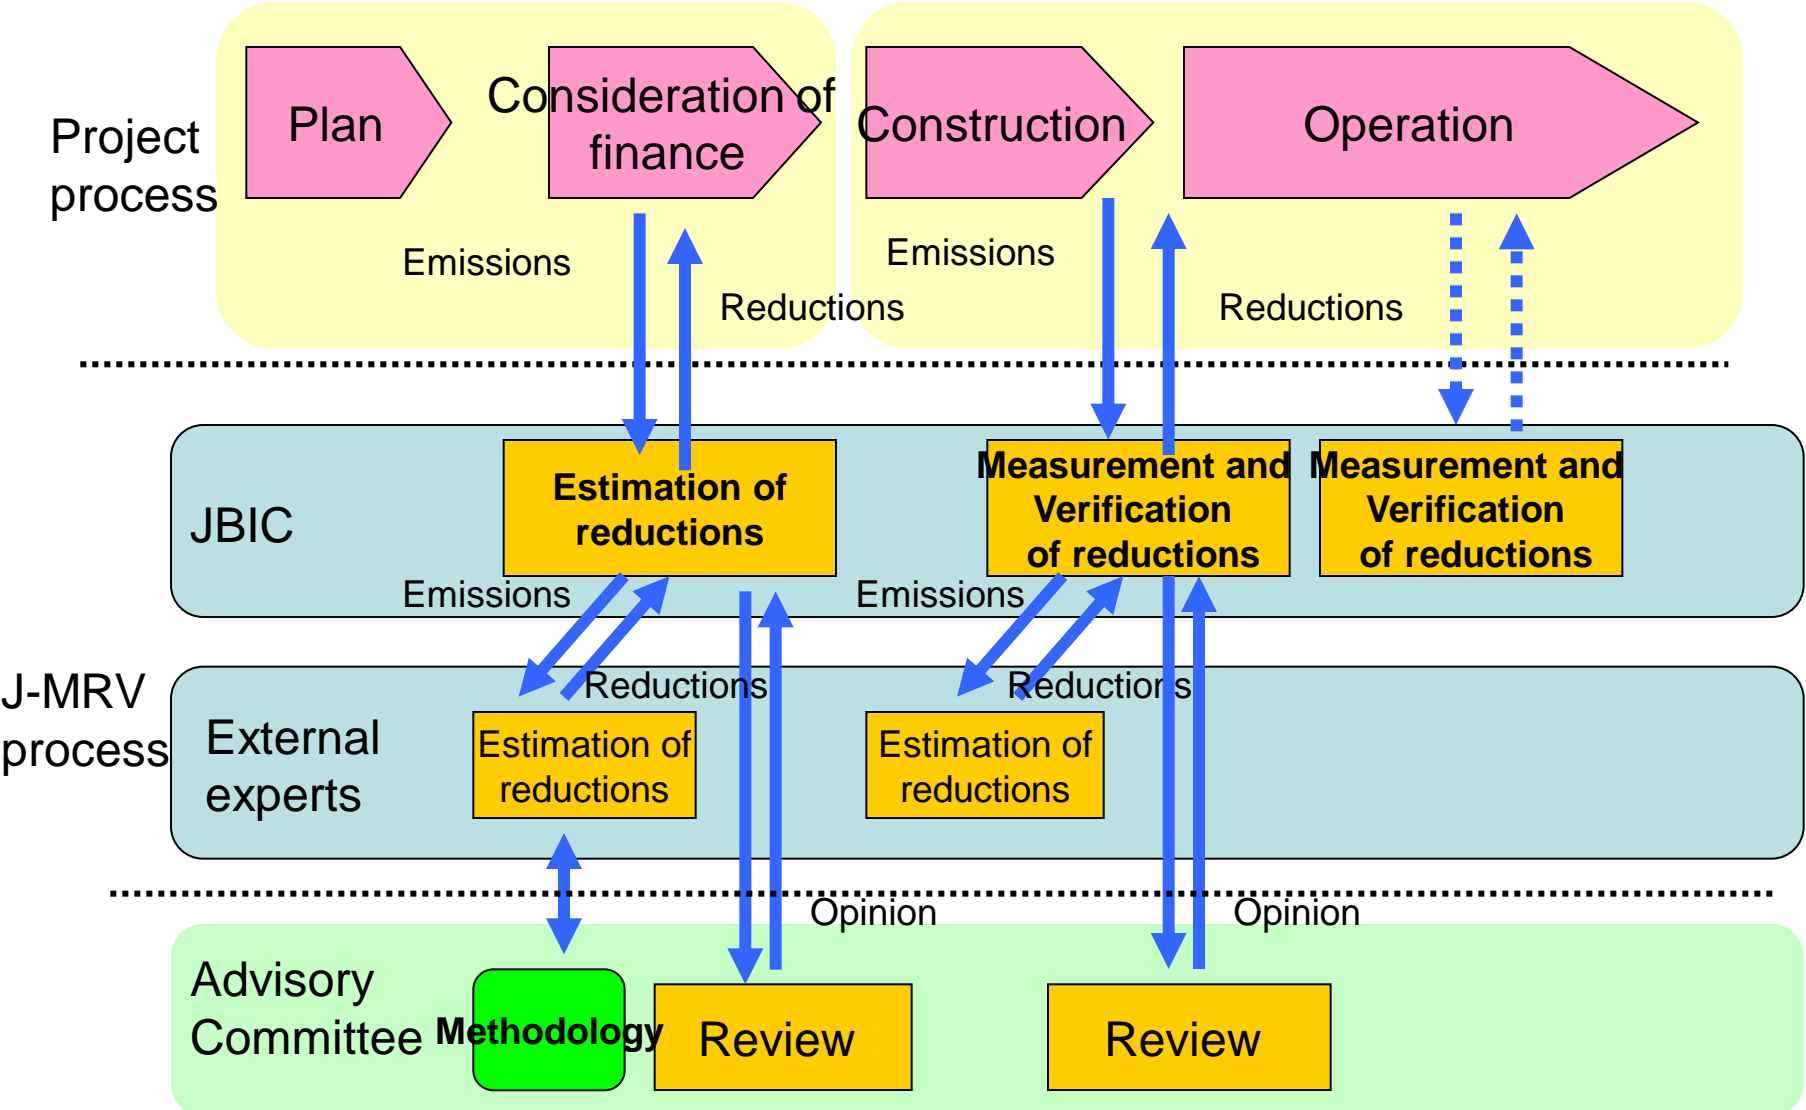 Project
process
Plan
Consideration of
finance
Construction
Operation
Emissions
Reductions
Emissions
Reductions
JBIC
Estimation of
reductions
Measurement and
Verification
of reductions
Measurement and
Verification
of reductions
Emissions
Reductions
Emissions
Reductions
J-MRV
process
External
experts
Estimation of
reductions
Estimation of
reductions
Opinion
Opinion
Advisory
Committee
Methodology
Review
Review